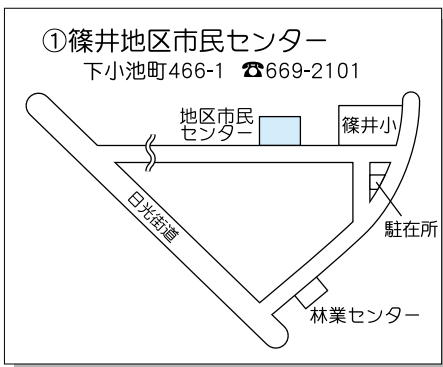 ①篠井地区市民センター
下小池町466-1 ☎669-2101
地区市民
センター
篠井小
駐在所
日光街道
林業センター